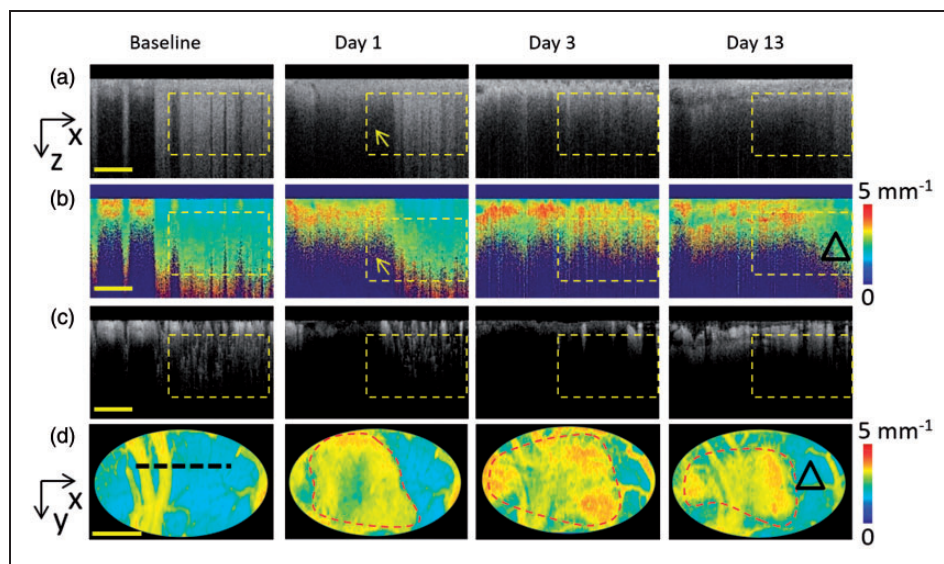 Baseline Day 1 Day 3 Day 13
(a)
X
Z
(b)
5 mm-1
Δ
0
(c)
(d)
5 mm-1
X
Δ
y
0